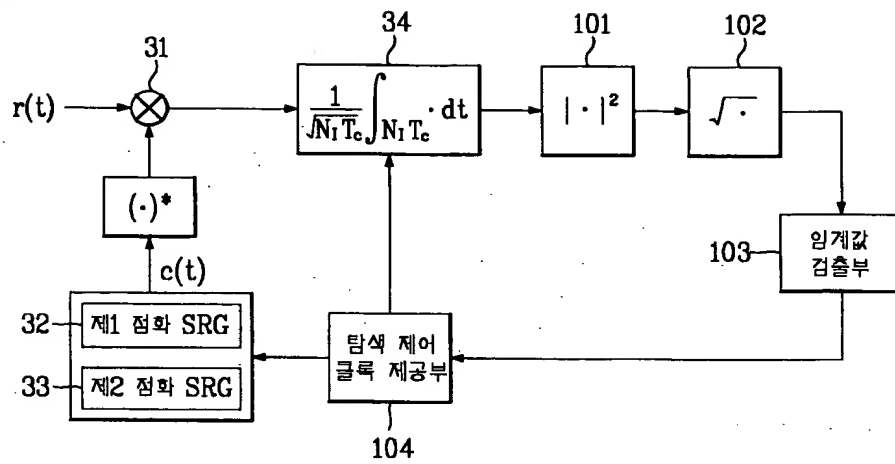 31
34
101
102
r(t)
1/√(N_I T_c) ∫_{N_I T_c} · dt
| · |²
√ ·
(·)*
c(t)
103
임계값
검출부
32
제1 점화 SRG
33
제2 점화 SRG
탐색 제어
클록 제공부
104